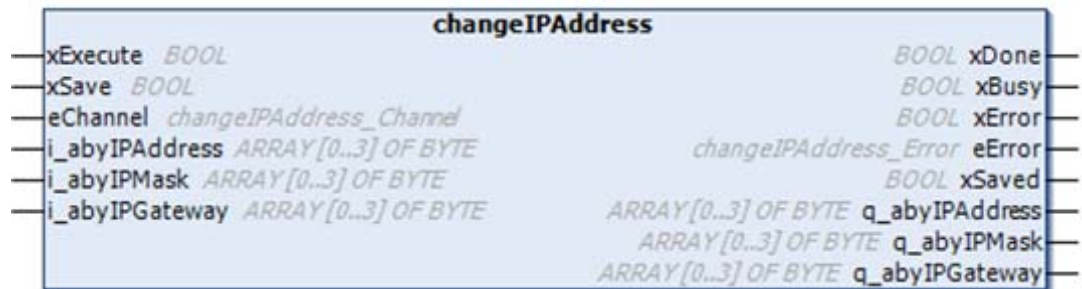 changeIPAddress
xExecute BOOL BOOL xDone
xSave BOOL BOOL xBusy
eChannel changeIPAddress_Channel BOOL xError
i_abyIPAddress ARRAY [0..3] OF BYTE changeIPAddress_Error eError
i_abyIPMask ARRAY [0..3] OF BYTE BOOL xSaved
i_abyIPGateway ARRAY [0..3] OF BYTE ARRAY [0..3] OF BYTE q_abyIPAddress
ARRAY [0..3] OF BYTE q_abyIPMask
ARRAY [0..3] OF BYTE q_abyIPGateway